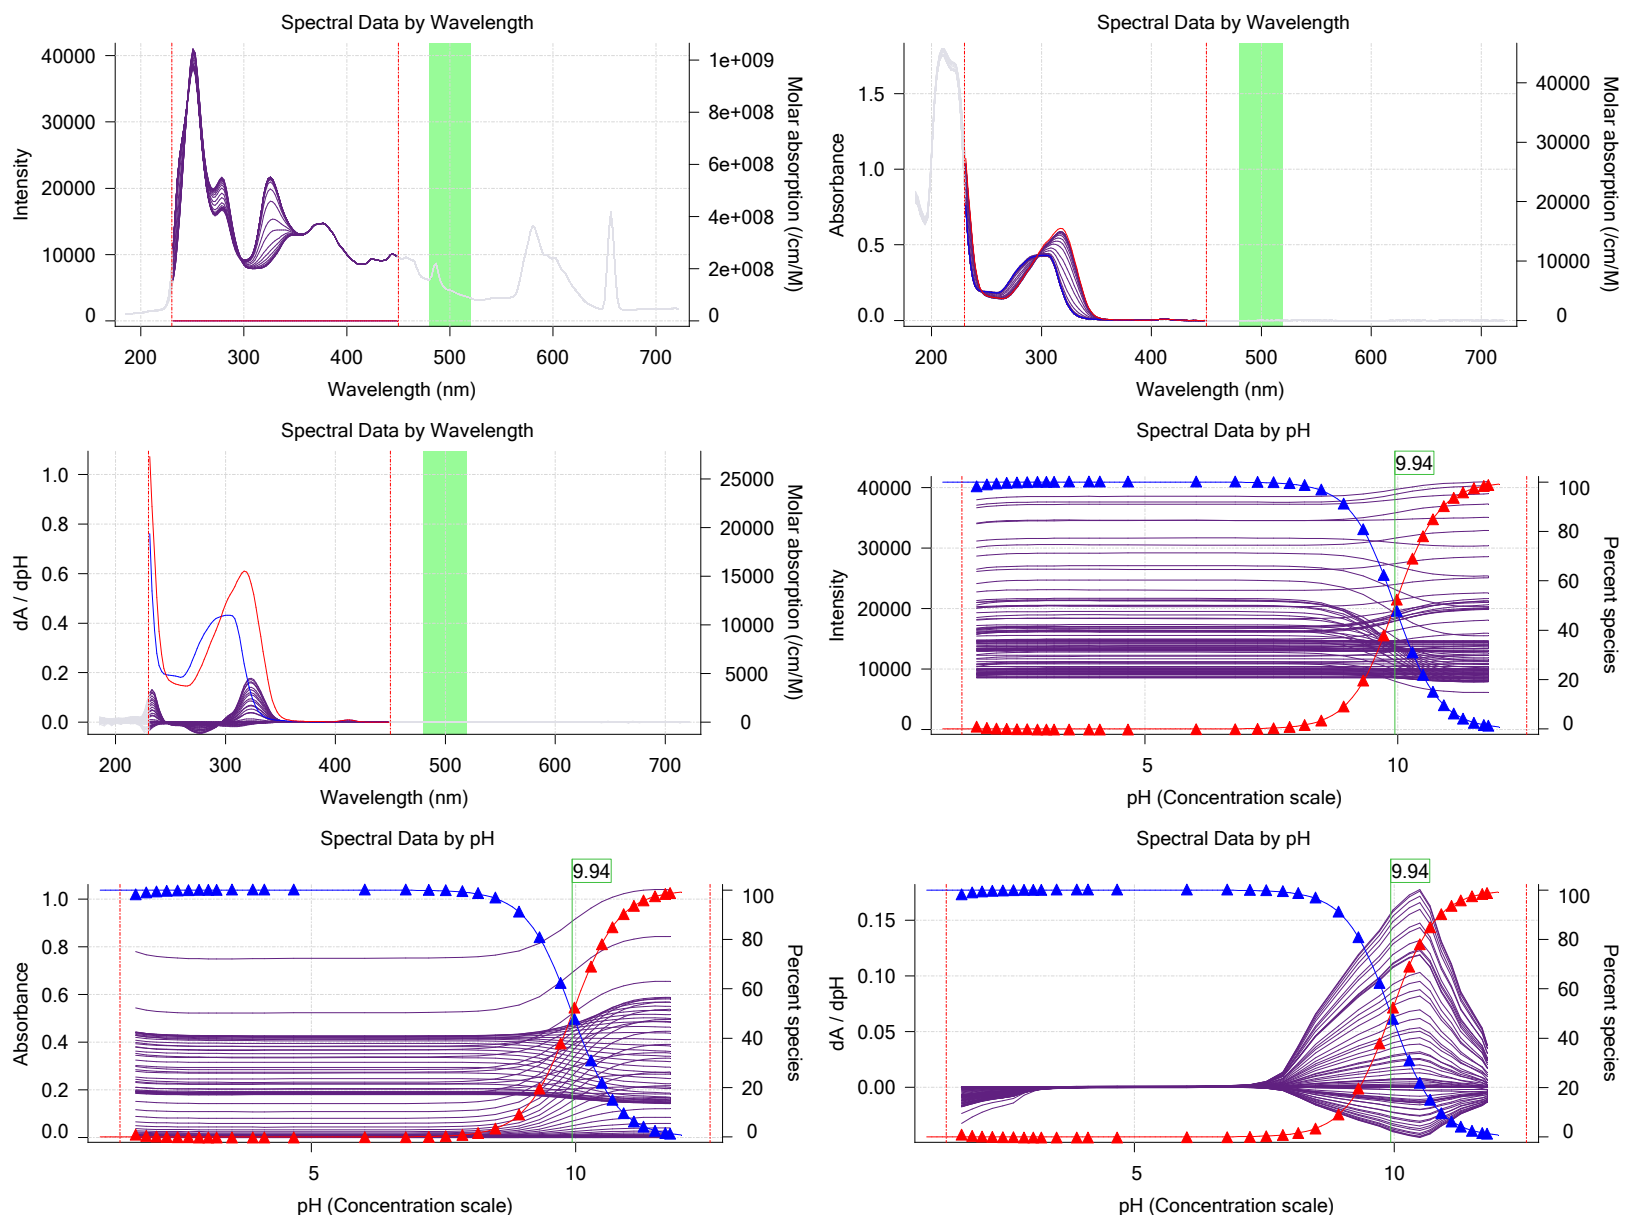 Spectral Data by Wavelength
40000
30000
20000
10000
0
1e+009
8e+008
6e+008
4e+008
2e+008
0
Intensity
Molar absorption (/cm/M)
200 300 400 500 600 700
Wavelength (nm)
Spectral Data by Wavelength
1.5
1.0
0.5
0.0
40000
30000
20000
10000
0
Absorbance
Molar absorption (/cm/M)
200 300 400 500 600 700
Wavelength (nm)
Spectral Data by Wavelength
1.0
0.8
0.6
0.4
0.2
0.0
25000
20000
15000
10000
5000
0
dA / dpH
Molar absorption (/cm/M)
200 300 400 500 600 700
Wavelength (nm)
Spectral Data by pH
9.94
40000
30000
20000
10000
0
100
80
60
40
20
0
Intensity
Percent species
5 10
pH (Concentration scale)
Spectral Data by pH
9.94
1.0
0.8
0.6
0.4
0.2
0.0
100
80
60
40
20
0
Absorbance
Percent species
5 10
pH (Concentration scale)
Spectral Data by pH
9.94
0.15
0.10
0.05
0.00
100
80
60
40
20
0
dA / dpH
Percent species
5 10
pH (Concentration scale)